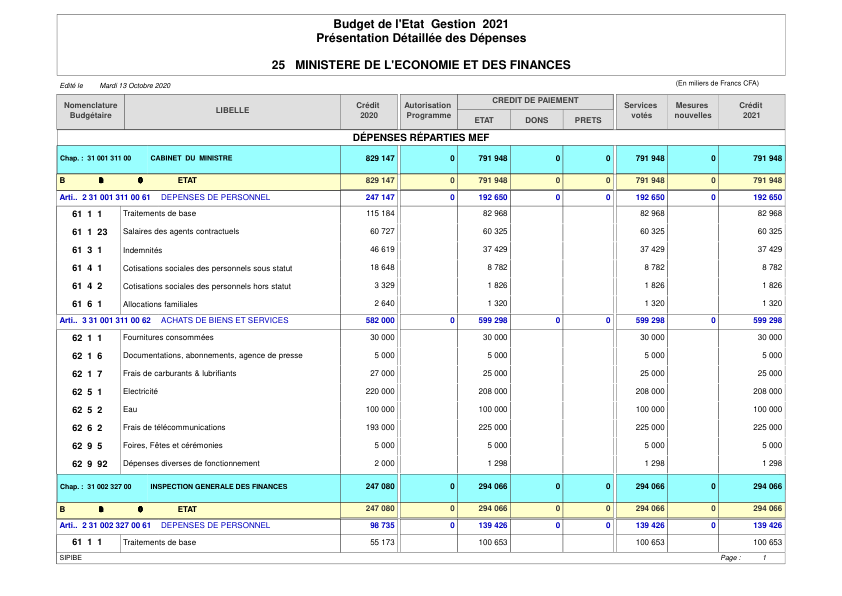 Budget de l'Etat Gestion 2021
Présentation Détaillée des Dépenses
25 MINISTERE DE L'ECONOMIE ET DES FINANCES
Edité le Mardi 13 Octobre 2020 (En miliers de Francs CFA)
Nomenclature Budgétaire LIBELLE Crédit 2020 Autorisation Programme CREDIT DE PAIEMENT ETAT DONS PRETS Services votés Mesures nouvelles Crédit 2021
DÉPENSES RÉPARTIES MEF
Chap. : 31 001 311 00 CABINET DU MINISTRE 829 147 0 791 948 0 0 791 948 0 791 948
B ETAT 829 147 0 791 948 0 0 791 948 0 791 948
Arti.. 2 31 001 311 00 61 DEPENSES DE PERSONNEL 247 147 0 192 650 0 0 192 650 0 192 650
61 1 1 Traitements de base 115 184 82 968 82 968 82 968
61 1 23 Salaires des agents contractuels 60 727 60 325 60 325 60 325
61 3 1 Indemnités 46 619 37 429 37 429 37 429
61 4 1 Cotisations sociales des personnels sous statut 18 648 8 782 8 782 8 782
61 4 2 Cotisations sociales des personnels hors statut 3 329 1 826 1 826 1 826
61 6 1 Allocations familiales 2 640 1 320 1 320 1 320
Arti.. 3 31 001 311 00 62 ACHATS DE BIENS ET SERVICES 582 000 0 599 298 0 0 599 298 0 599 298
62 1 1 Fournitures consommées 30 000 30 000 30 000 30 000
62 1 6 Documentations, abonnements, agence de presse 5 000 5 000 5 000 5 000
62 1 7 Frais de carburants & lubrifiants 27 000 25 000 25 000 25 000
62 5 1 Electricité 220 000 208 000 208 000 208 000
62 5 2 Eau 100 000 100 000 100 000 100 000
62 6 2 Frais de télécommunications 193 000 225 000 225 000 225 000
62 9 5 Foires, Fêtes et cérémonies 5 000 5 000 5 000 5 000
62 9 92 Dépenses diverses de fonctionnement 2 000 1 298 1 298 1 298
Chap. : 31 002 327 00 INSPECTION GENERALE DES FINANCES 247 080 0 294 066 0 0 294 066 0 294 066
B ETAT 247 080 0 294 066 0 0 294 066 0 294 066
Arti.. 2 31 002 327 00 61 DEPENSES DE PERSONNEL 98 735 0 139 426 0 0 139 426 0 139 426
61 1 1 Traitements de base 55 173 100 653 100 653 100 653
SIPIBE Page : 1